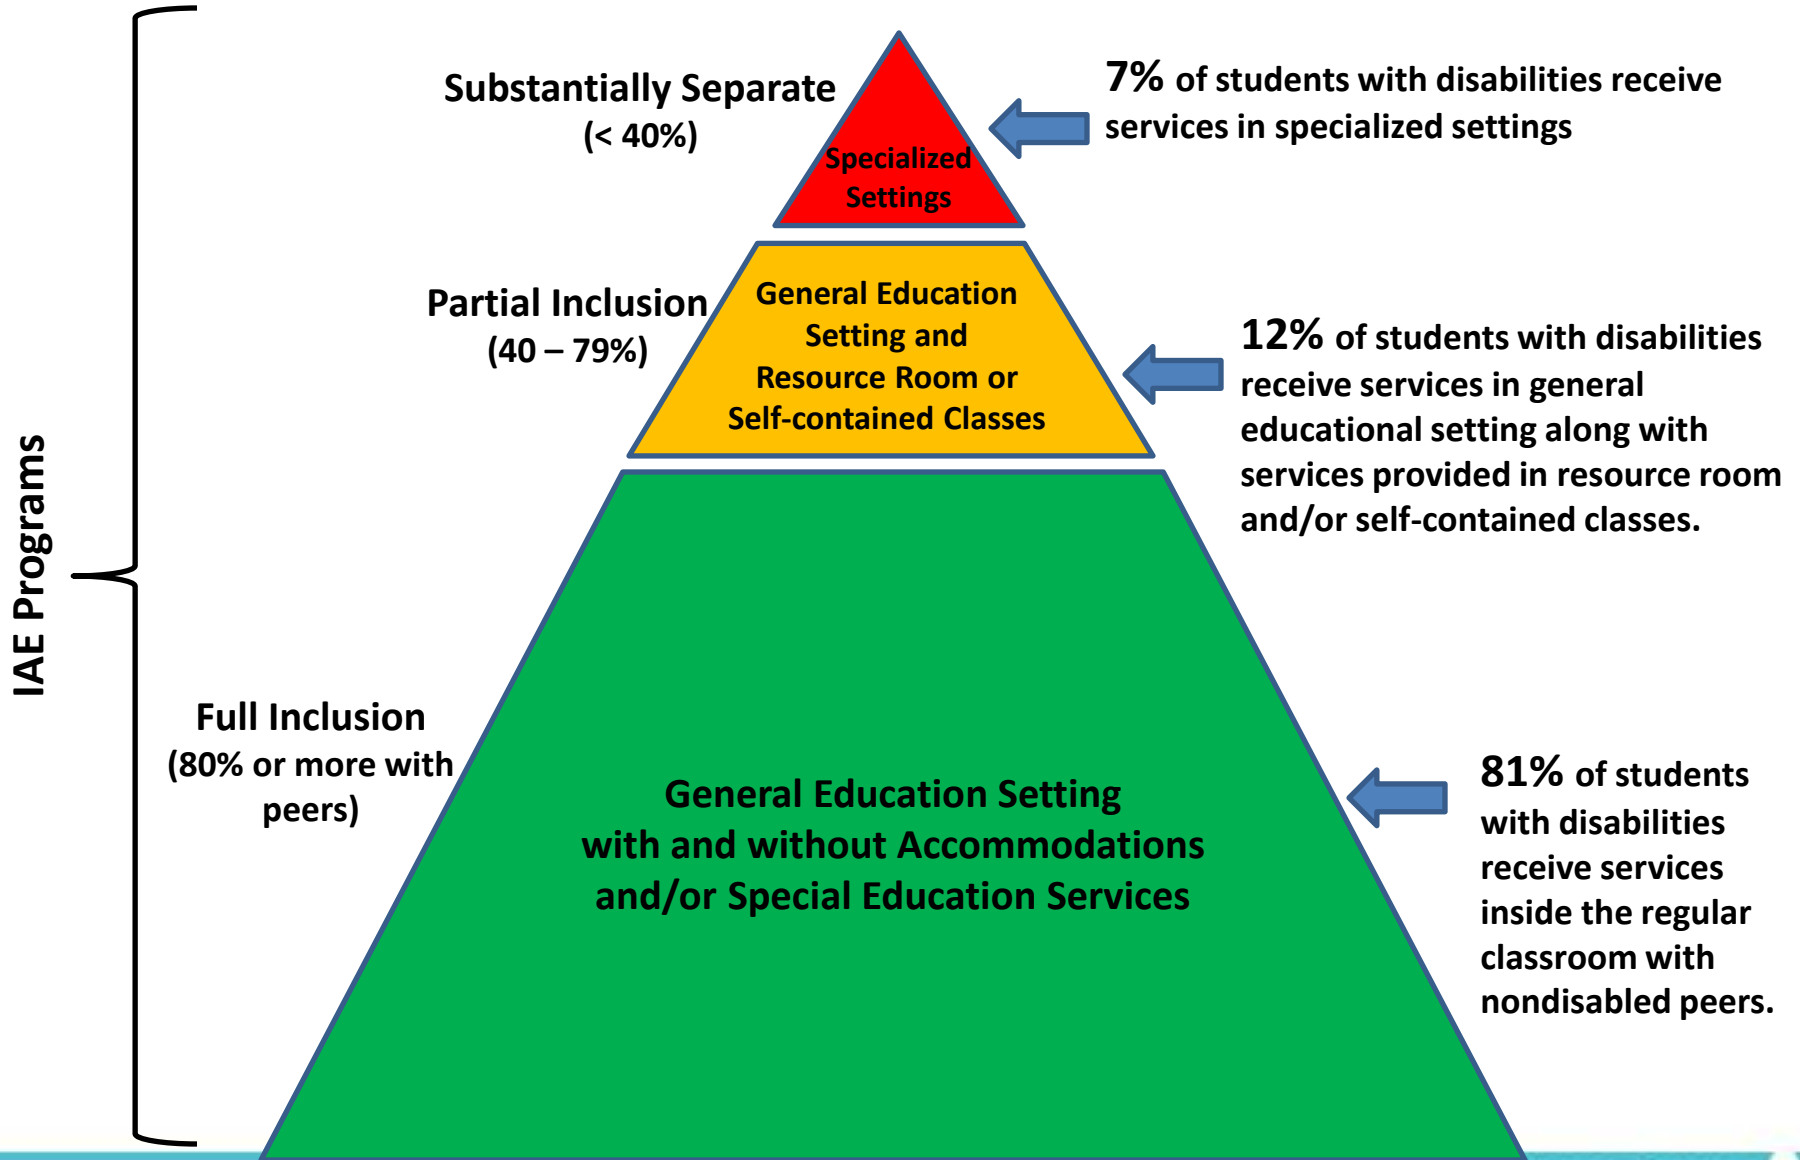 IAE Programs
Substantially Separate
(< 40%)
Specialized
Settings
7% of students with disabilities receive
services in specialized settings
Partial Inclusion
(40 – 79%)
General Education
Setting and
Resource Room or
Self-contained Classes
12% of students with disabilities
receive services in general
educational setting along with
services provided in resource room
and/or self-contained classes.
Full Inclusion
(80% or more with
peers)
General Education Setting
with and without Accommodations
and/or Special Education Services
81% of students
with disabilities
receive services
inside the regular
classroom with
nondisabled peers.